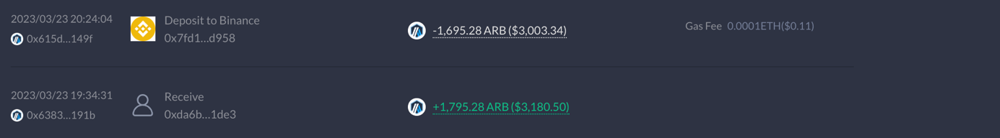 2023/03/23 20:24:04
0x615d...149f
Deposit to Binance
0x7fd1...d958
-1,695.28 ARB ($3,003.34)
Gas Fee 0.0001ETH($0.11)
2023/03/23 19:34:31
0x6383...191b
Receive
0xda6b...1de3
+1,795.28 ARB ($3,180.50)